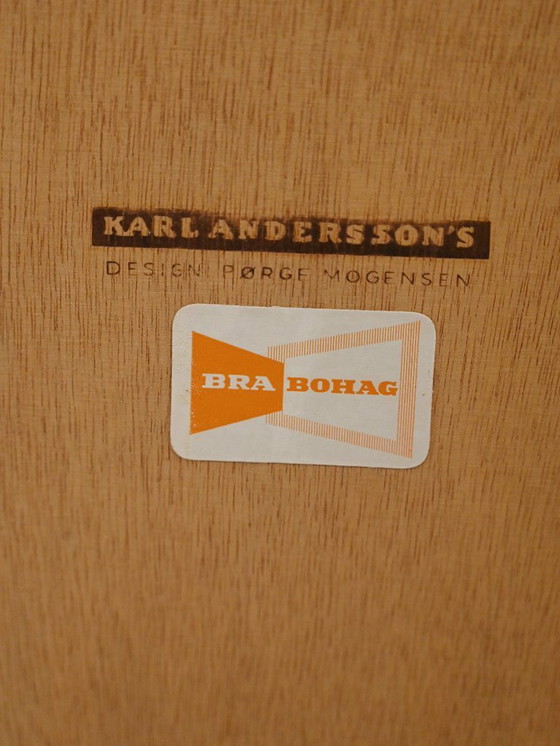 KARL ANDERSSON'S
DESIGN: BØRGE MOGENSEN
BRA BOHAG